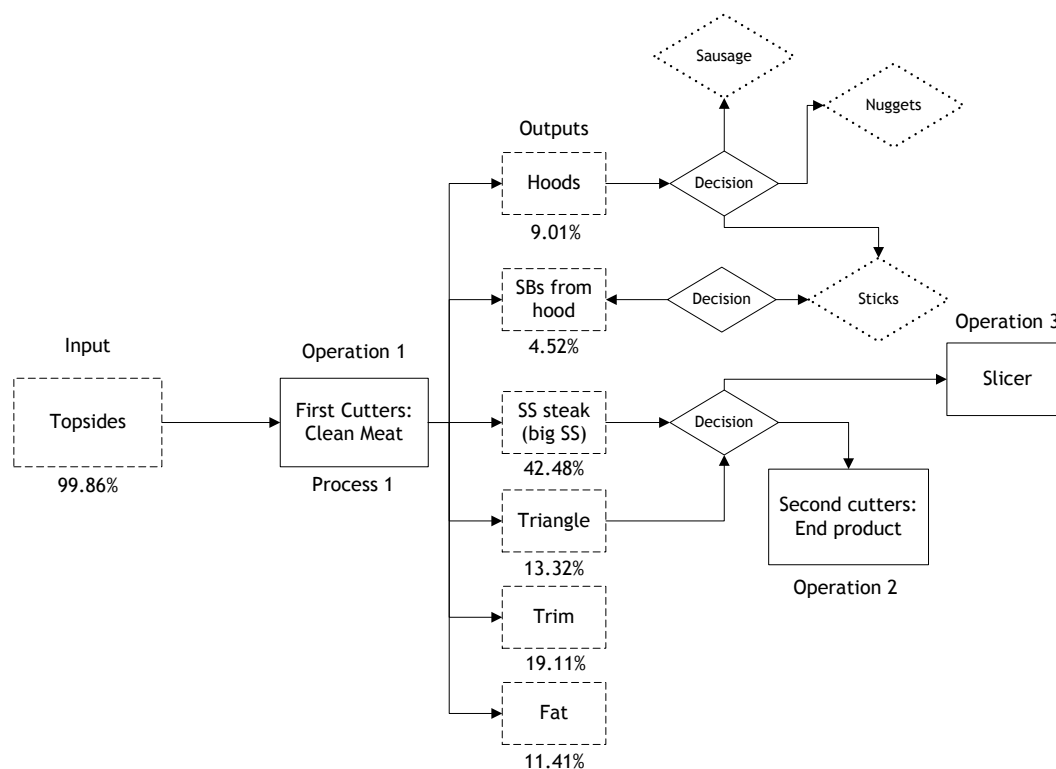 Sausage
Nuggets
Outputs
Hoods
Decision
9.01%
SBs from
hood
Decision
Sticks
4.52%
Operation 3
Slicer
Input
Topsides
99.86%
Operation 1
First Cutters:
Clean Meat
Process 1
SS steak
(big SS)
Decision
42.48%
Second cutters:
End product
Operation 2
Triangle
13.32%
Trim
19.11%
Fat
11.41%